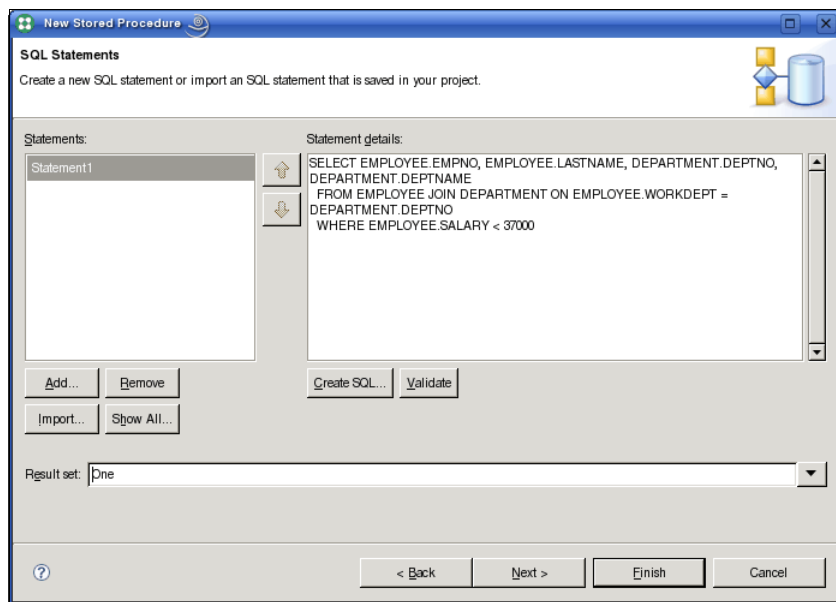 New Stored Procedure
SQL Statements
Create a new SQL statement or import an SQL statement that is saved in your project.
Statements:
Statement details:
Statement1
SELECT EMPLOYEE.EMPNO, EMPLOYEE.LASTNAME, DEPARTMENT.DEPTNO,
DEPARTMENT.DEPTNAME
FROM EMPLOYEE JOIN DEPARTMENT ON EMPLOYEE.WORKDEPT =
DEPARTMENT.DEPTNO
WHERE EMPLOYEE.SALARY < 37000
Add... Remove
Create SQL... Validate
Import... Show All...
Result set: One
? < Back Next > Finish Cancel